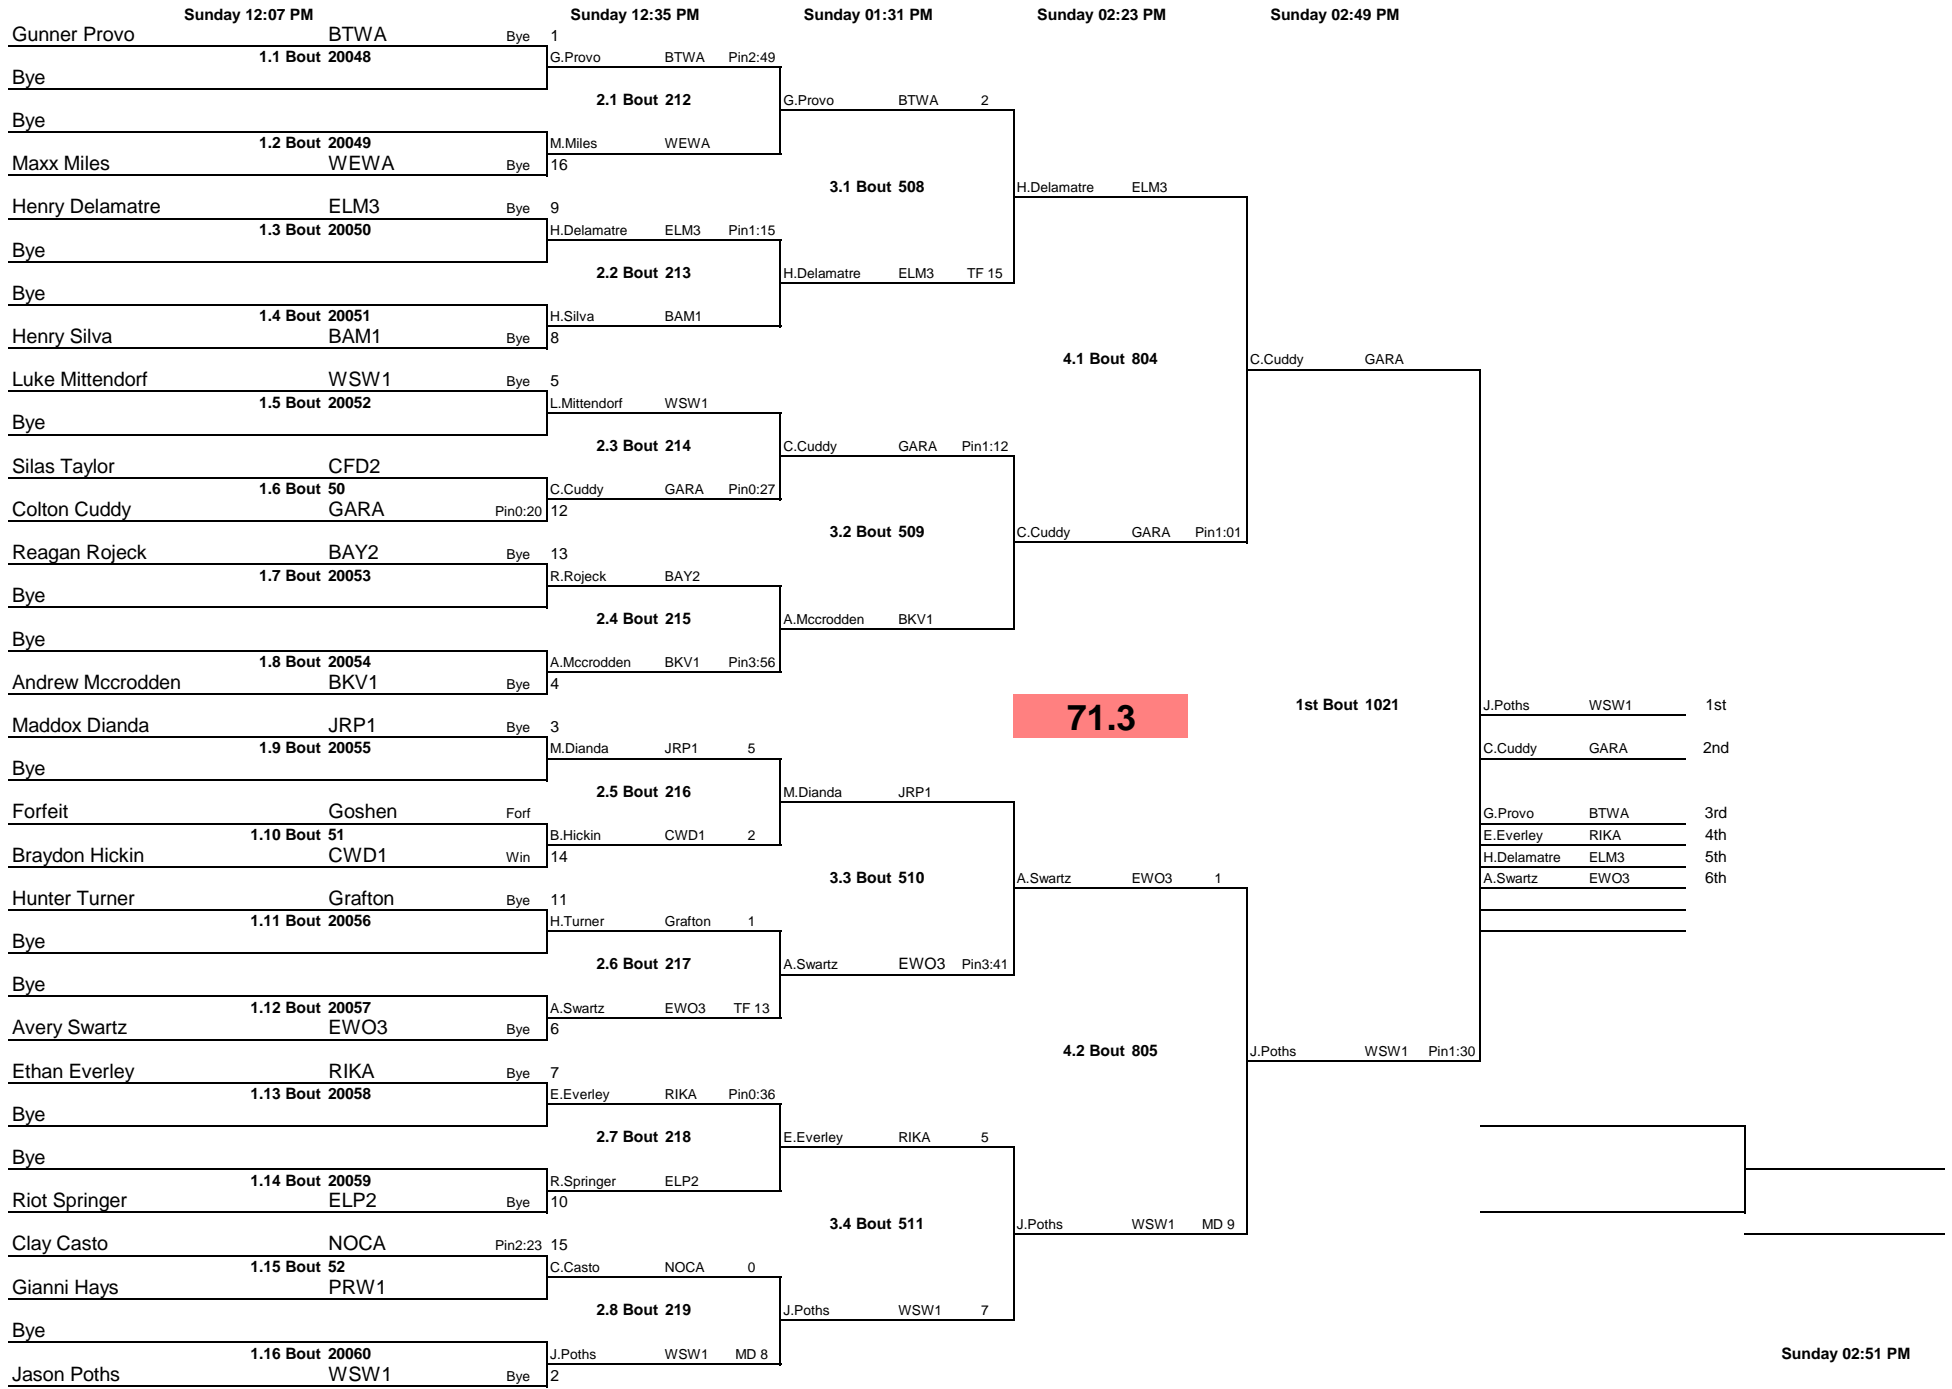 Sunday 12:07 PM Sunday 12:35 PM Sunday 01:31 PM Sunday 02:23 PM Sunday 02:49 PM
Gunner Provo BTWA Bye 1
1.1 Bout 20048 G.Provo BTWA Pin2:49
Bye
2.1 Bout 212 G.Provo BTWA 2
Bye
1.2 Bout 20049 M.Miles WEWA
Maxx Miles WEWA Bye 16
3.1 Bout 508 H.Delamatre ELM3
Henry Delamatre ELM3 Bye 9
1.3 Bout 20050 H.Delamatre ELM3 Pin1:15
Bye
2.2 Bout 213 H.Delamatre ELM3 TF 15
Bye
1.4 Bout 20051 H.Silva BAM1
Henry Silva BAM1 Bye 8
4.1 Bout 804 C.Cuddy GARA
Luke Mittendorf WSW1 Bye 5
1.5 Bout 20052 L.Mittendorf WSW1
Bye
2.3 Bout 214 C.Cuddy GARA Pin1:12
Silas Taylor CFD2
1.6 Bout 50 C.Cuddy GARA Pin0:27
Colton Cuddy GARA Pin0:20 12
3.2 Bout 509 C.Cuddy GARA Pin1:01
Reagan Rojeck BAY2 Bye 13
1.7 Bout 20053 R.Rojeck BAY2
Bye
2.4 Bout 215 A.Mccrodden BKV1
Bye
1.8 Bout 20054 A.Mccrodden BKV1 Pin3:56
Andrew Mccrodden BKV1 Bye 4
71.3 1st Bout 1021 J.Poths WSW1 1st
Maddox Dianda JRP1 Bye 3
1.9 Bout 20055 M.Dianda JRP1 5 C.Cuddy GARA 2nd
Bye
2.5 Bout 216 M.Dianda JRP1
Forfeit Goshen Forf G.Provo BTWA 3rd
1.10 Bout 51 B.Hickin CWD1 2 E.Everley RIKA 4th
Braydon Hickin CWD1 Win 14 H.Delamatre ELM3 5th
3.3 Bout 510 A.Swartz EWO3 1 A.Swartz EWO3 6th
Hunter Turner Grafton Bye 11
1.11 Bout 20056 H.Turner Grafton 1
Bye
2.6 Bout 217 A.Swartz EWO3 Pin3:41
Bye
1.12 Bout 20057 A.Swartz EWO3 TF 13
Avery Swartz EWO3 Bye 6
4.2 Bout 805 J.Poths WSW1 Pin1:30
Ethan Everley RIKA Bye 7
1.13 Bout 20058 E.Everley RIKA Pin0:36
Bye
2.7 Bout 218 E.Everley RIKA 5
Bye
1.14 Bout 20059 R.Springer ELP2
Riot Springer ELP2 Bye 10
3.4 Bout 511 J.Poths WSW1 MD 9
Clay Casto NOCA Pin2:23 15
1.15 Bout 52 C.Casto NOCA 0
Gianni Hays PRW1
2.8 Bout 219 J.Poths WSW1 7
Bye
1.16 Bout 20060 J.Poths WSW1 MD 8 Sunday 02:51 PM
Jason Poths WSW1 Bye 2